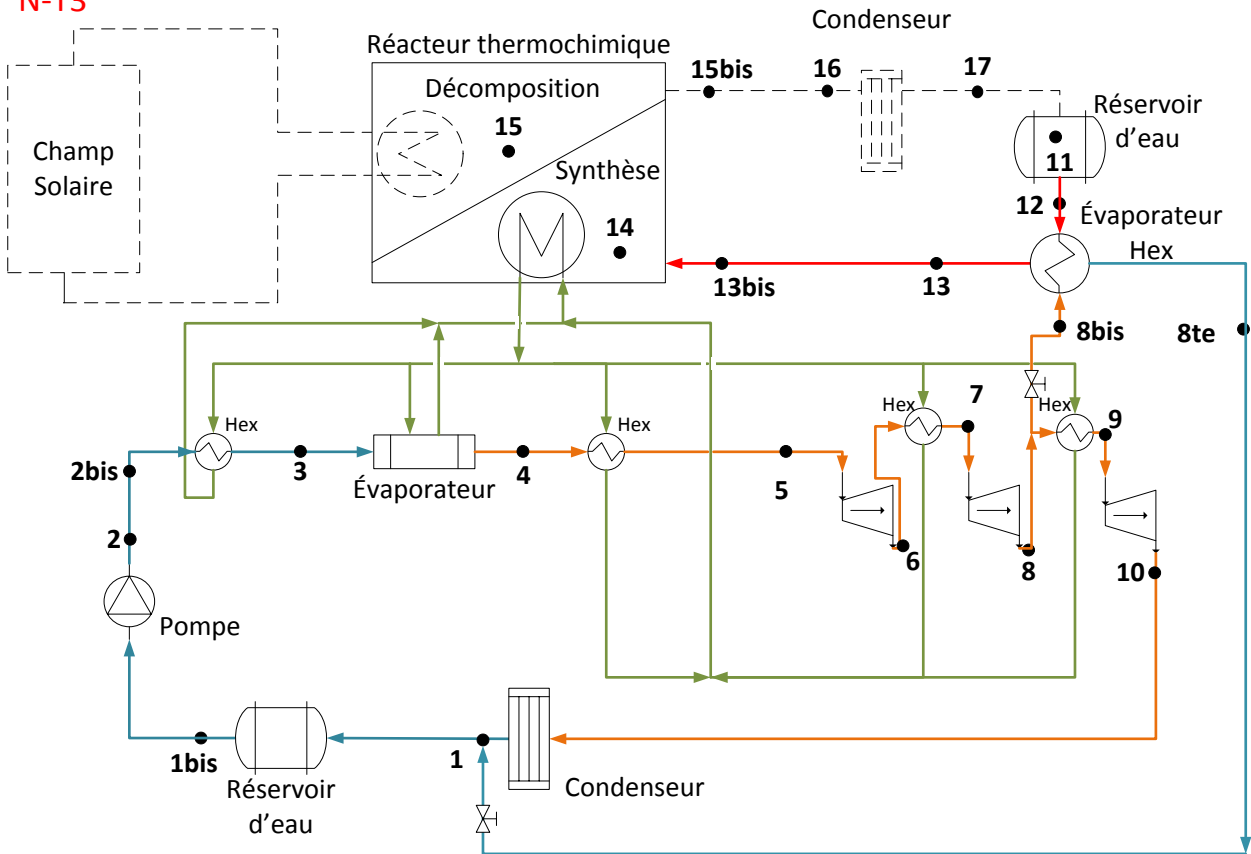 N-TS
Condenseur
Réacteur thermochimique
15bis
16
17
Décomposition
Réservoir
d'eau
15
11
Champ
Solaire
Synthèse
12
Évaporateur
Hex
14
13bis
13
8bis
8te
7
Hex
Hex
9
Hex
Hex
2bis
3
4
5
Évaporateur
2
6
8
10
Pompe
1bis
1
Condenseur
Réservoir
d'eau